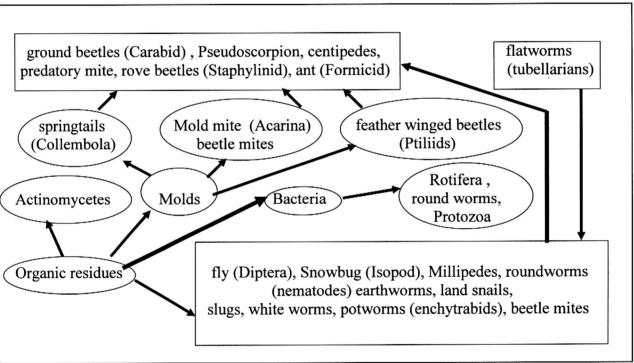 ground beetles (Carabid) , Pseudoscorpion, centipedes,
predatory mite, rove beetles (Staphylinid), ant (Formicid)
flatworms
(tubellarians)
springtails
(Collembola)
Mold mite (Acarina)
beetle mites
feather winged beetles
(Ptiliids)
Actinomycetes
Molds
Bacteria
Rotifera ,
round worms,
Protozoa
Organic residues
fly (Diptera), Snowbug (Isopod), Millipedes, roundworms
(nematodes) earthworms, land snails,
slugs, white worms, potworms (enchytrabids), beetle mites